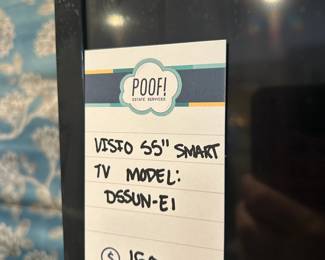 POOF!
ESTATE SERVICES
VISIO 55" SMART
TV MODEL:
D55UN-E1
$